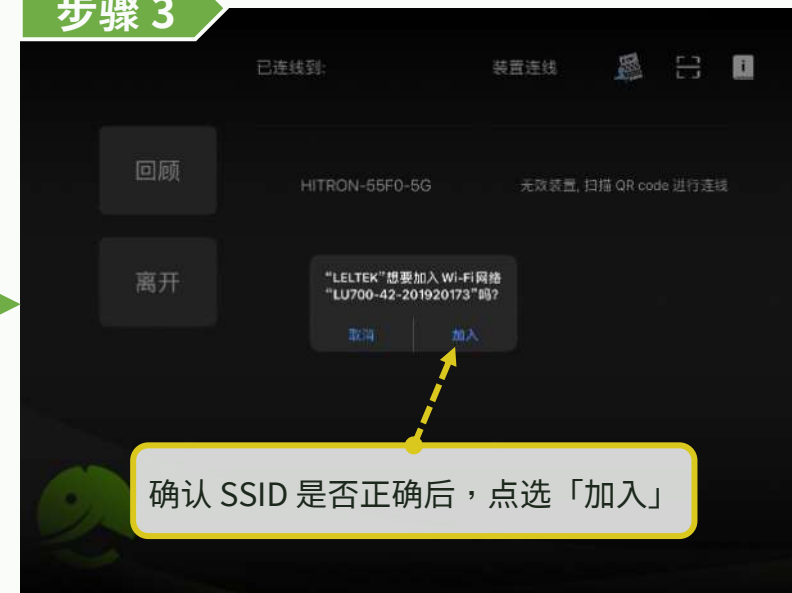 步骤 3
已连线到:
装置连线
回顾
HITRON-55F0-5G
无效装置, 扫描 QR code 进行连线
离开
“LELTEK”想要加入 Wi-Fi 网络
“LU700-42-201920173”吗?
取消
加入
确认 SSID 是否正确后，点选「加入」